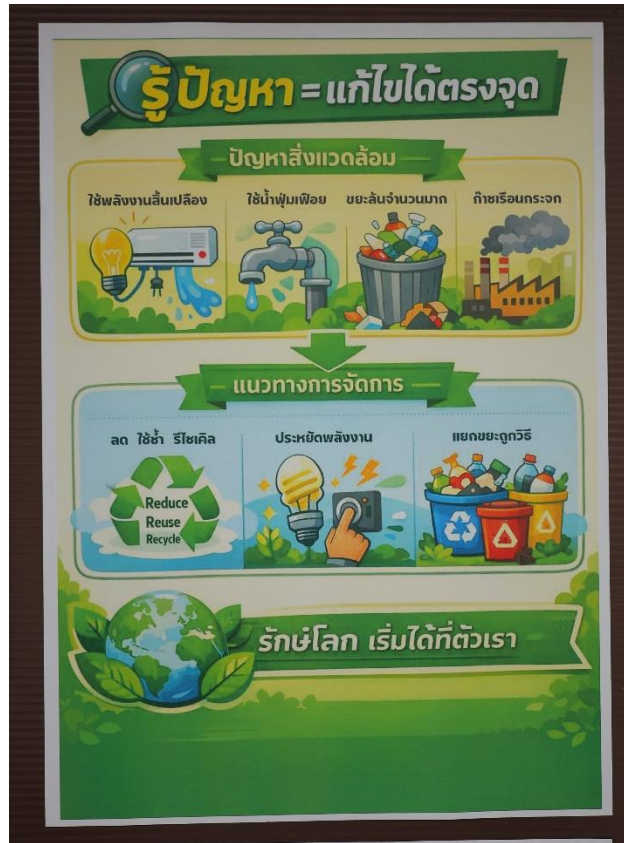 รู้ปัญหา = แก้ไขได้ตรงจุด
ปัญหาสิ่งแวดล้อม
ใช้พลังงานสิ้นเปลือง
ใช้น้ำฟุ่มเฟือย
ขยะล้นจำนวนมาก
ก๊าซเรือนกระจก
แนวทางการจัดการ
ลด ใช้ซ้ำ รีไซเคิล
Reduce
Reuse
Recycle
ประหยัดพลังงาน
แยกขยะถูกวิธี
รักษ์โลก เริ่มได้ที่ตัวเรา